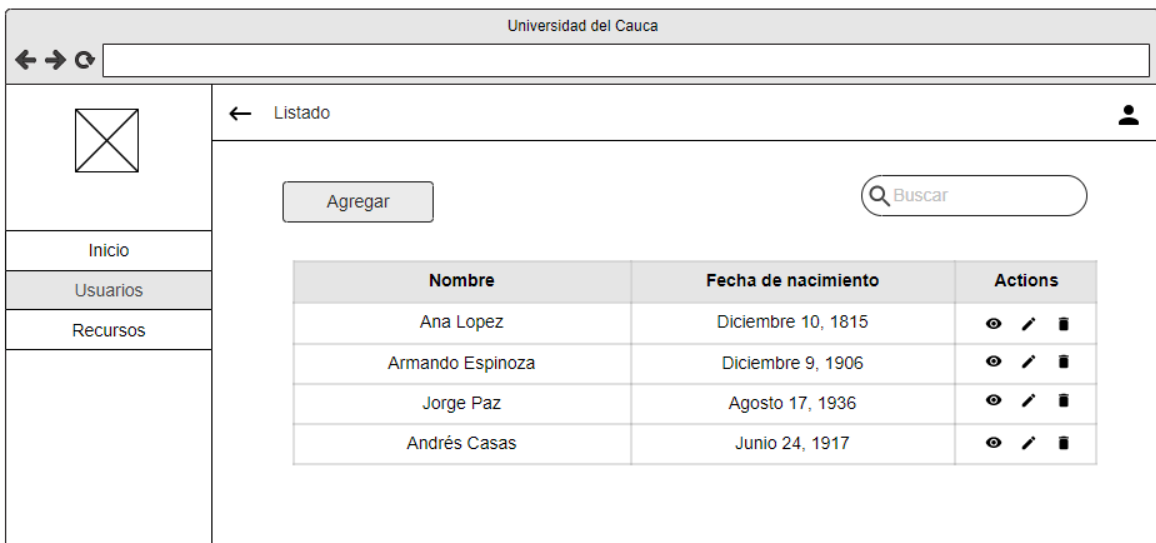 Universidad del Cauca
Listado
Agregar
Buscar
Inicio
Usuarios
Recursos
Nombre Fecha de nacimiento Actions
Ana Lopez Diciembre 10, 1815
Armando Espinoza Diciembre 9, 1906
Jorge Paz Agosto 17, 1936
Andrés Casas Junio 24, 1917